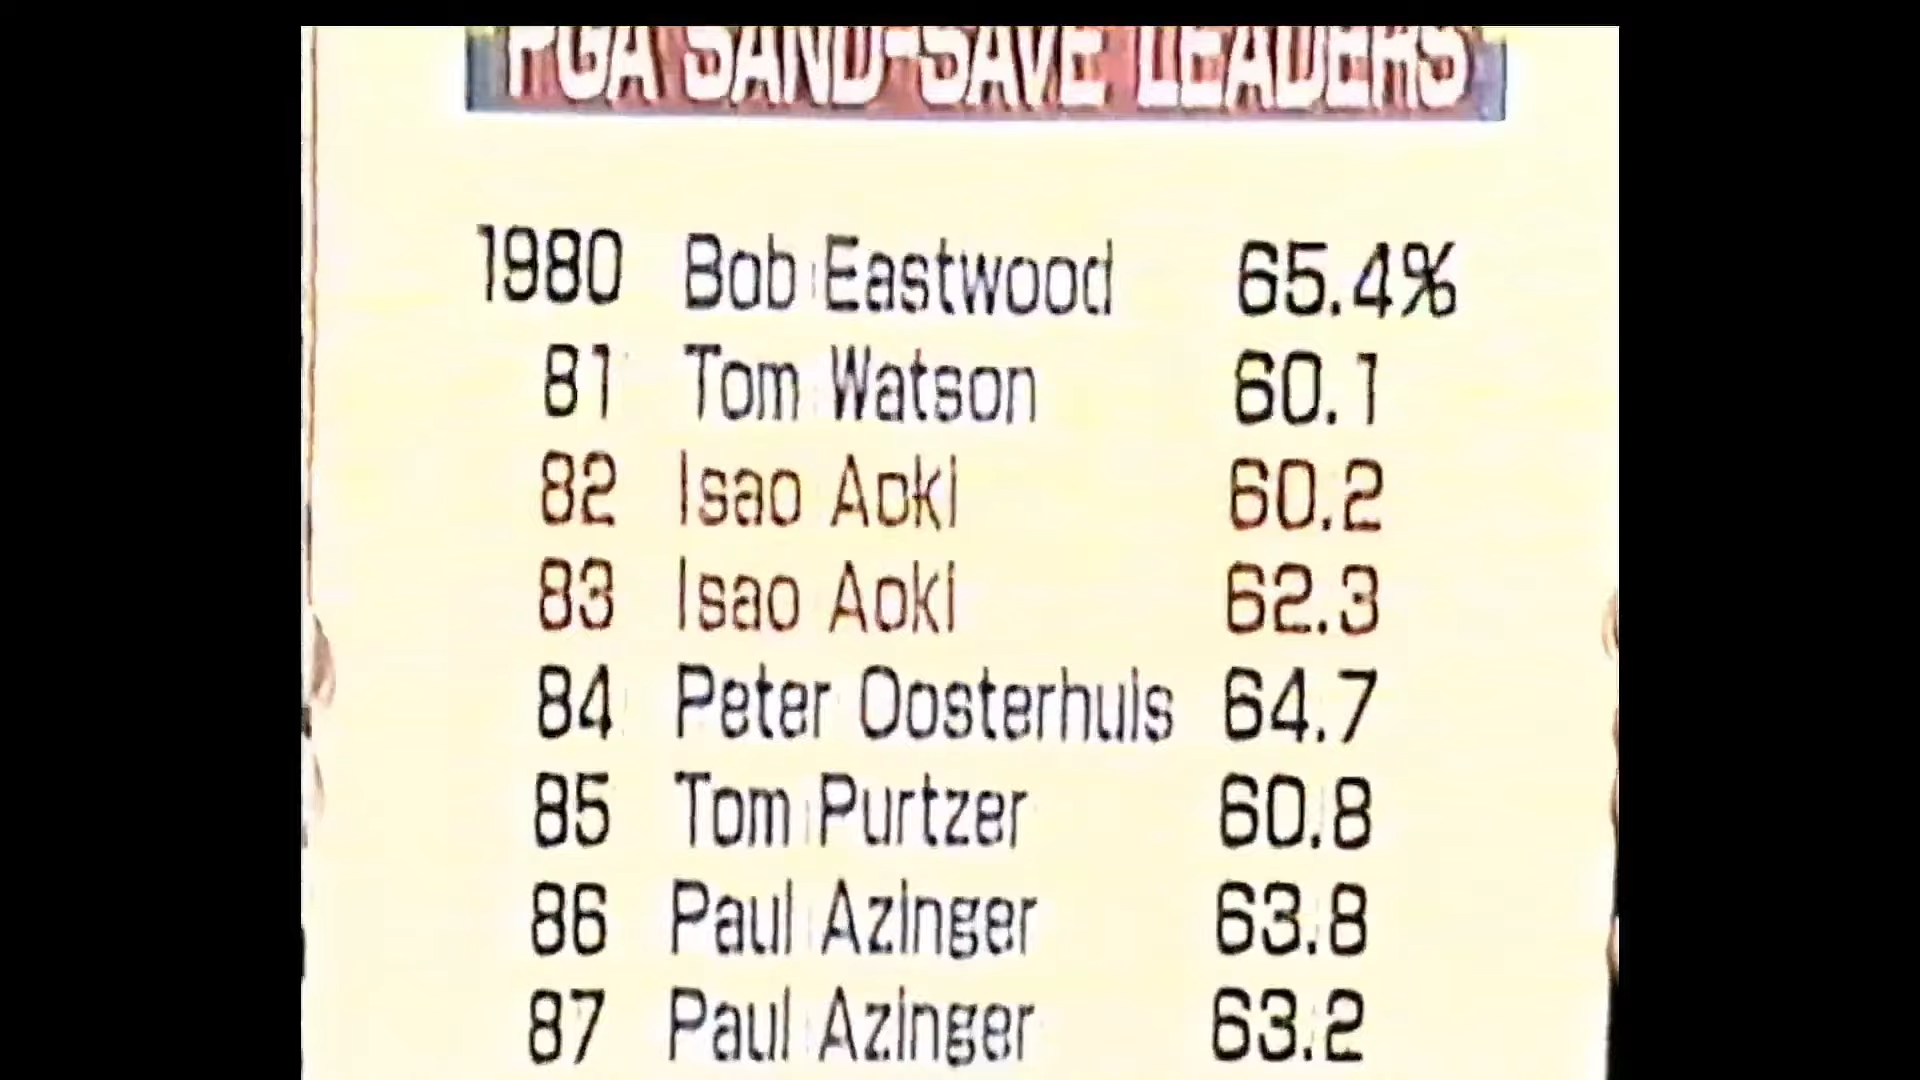 PGA SAND-SAVE LEADERS
1980 Bob Eastwood 65.4%
81 Tom Watson 60.1
82 Isao Aoki 60.2
83 Isao Aoki 62.3
84 Peter Oosterhuis 64.7
85 Tom Purtzer 60.8
86 Paul Azinger 63.8
87 Paul Azinger 63.2